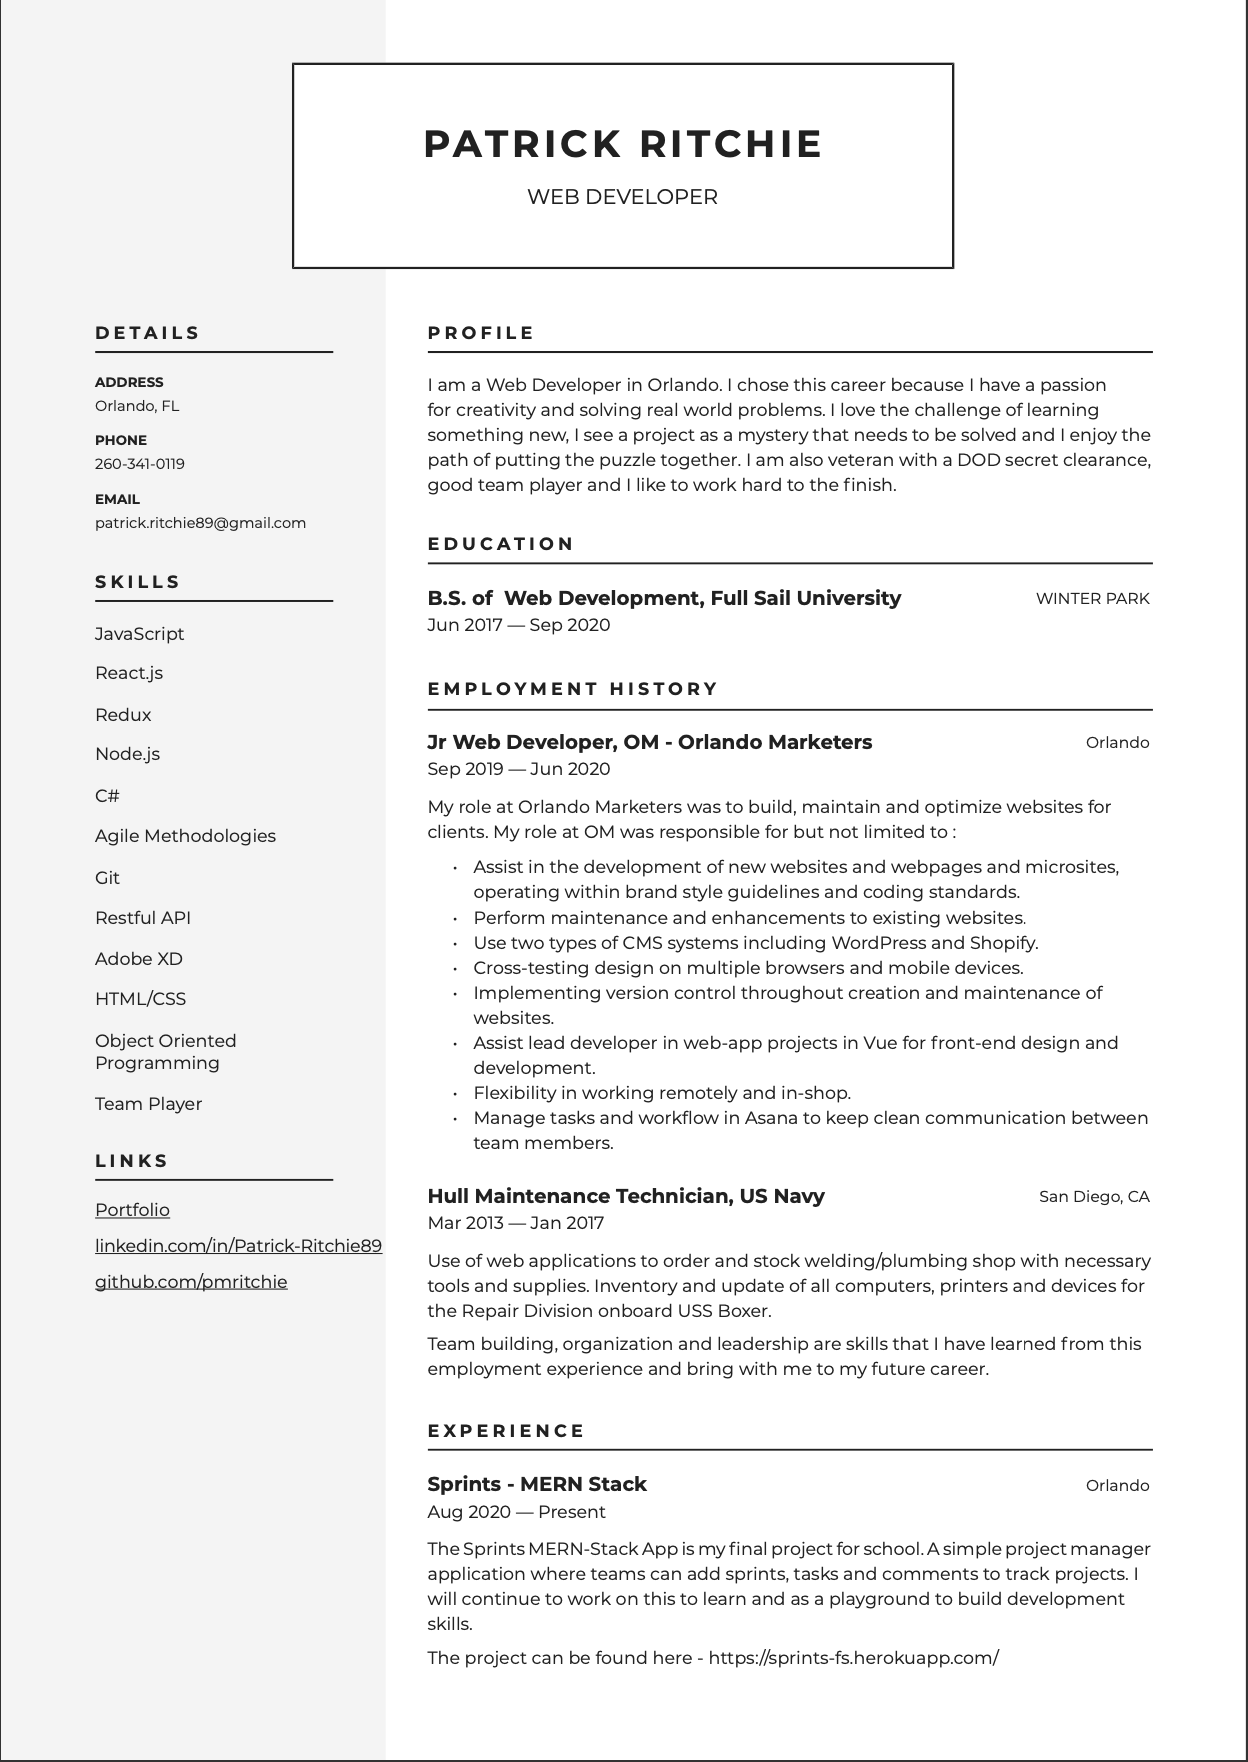 PATRICK RITCHIE
WEB DEVELOPER
DETAILS
ADDRESS
Orlando, FL
PHONE
260-341-0119
EMAIL
patrick.ritchie89@gmail.com
SKILLS
JavaScript
React.js
Redux
Node.js
C#
Agile Methodologies
Git
Restful API
Adobe XD
HTML/CSS
Object Oriented
Programming
Team Player
LINKS
Portfolio
linkedin.com/in/Patrick-Ritchie89
github.com/pmritchie
PROFILE
I am a Web Developer in Orlando. I chose this career because I have a passion
for creativity and solving real world problems. I love the challenge of learning
something new, I see a project as a mystery that needs to be solved and I enjoy the
path of putting the puzzle together. I am also veteran with a DOD secret clearance,
good team player and I like to work hard to the finish.
EDUCATION
B.S. of  Web Development, Full Sail University WINTER PARK
Jun 2017 — Sep 2020
EMPLOYMENT HISTORY
Jr Web Developer, OM - Orlando Marketers Orlando
Sep 2019 — Jun 2020
My role at Orlando Marketers was to build, maintain and optimize websites for
clients. My role at OM was responsible for but not limited to :
• Assist in the development of new websites and webpages and microsites,
operating within brand style guidelines and coding standards.
• Perform maintenance and enhancements to existing websites.
• Use two types of CMS systems including WordPress and Shopify.
• Cross-testing design on multiple browsers and mobile devices.
• Implementing version control throughout creation and maintenance of
websites.
• Assist lead developer in web-app projects in Vue for front-end design and
development.
• Flexibility in working remotely and in-shop.
• Manage tasks and workflow in Asana to keep clean communication between
team members.
Hull Maintenance Technician, US Navy San Diego, CA
Mar 2013 — Jan 2017
Use of web applications to order and stock welding/plumbing shop with necessary
tools and supplies. Inventory and update of all computers, printers and devices for
the Repair Division onboard USS Boxer.
Team building, organization and leadership are skills that I have learned from this
employment experience and bring with me to my future career.
EXPERIENCE
Sprints - MERN Stack Orlando
Aug 2020 — Present
The Sprints MERN-Stack App is my final project for school. A simple project manager
application where teams can add sprints, tasks and comments to track projects. I
will continue to work on this to learn and as a playground to build development
skills.
The project can be found here - https://sprints-fs.herokuapp.com/